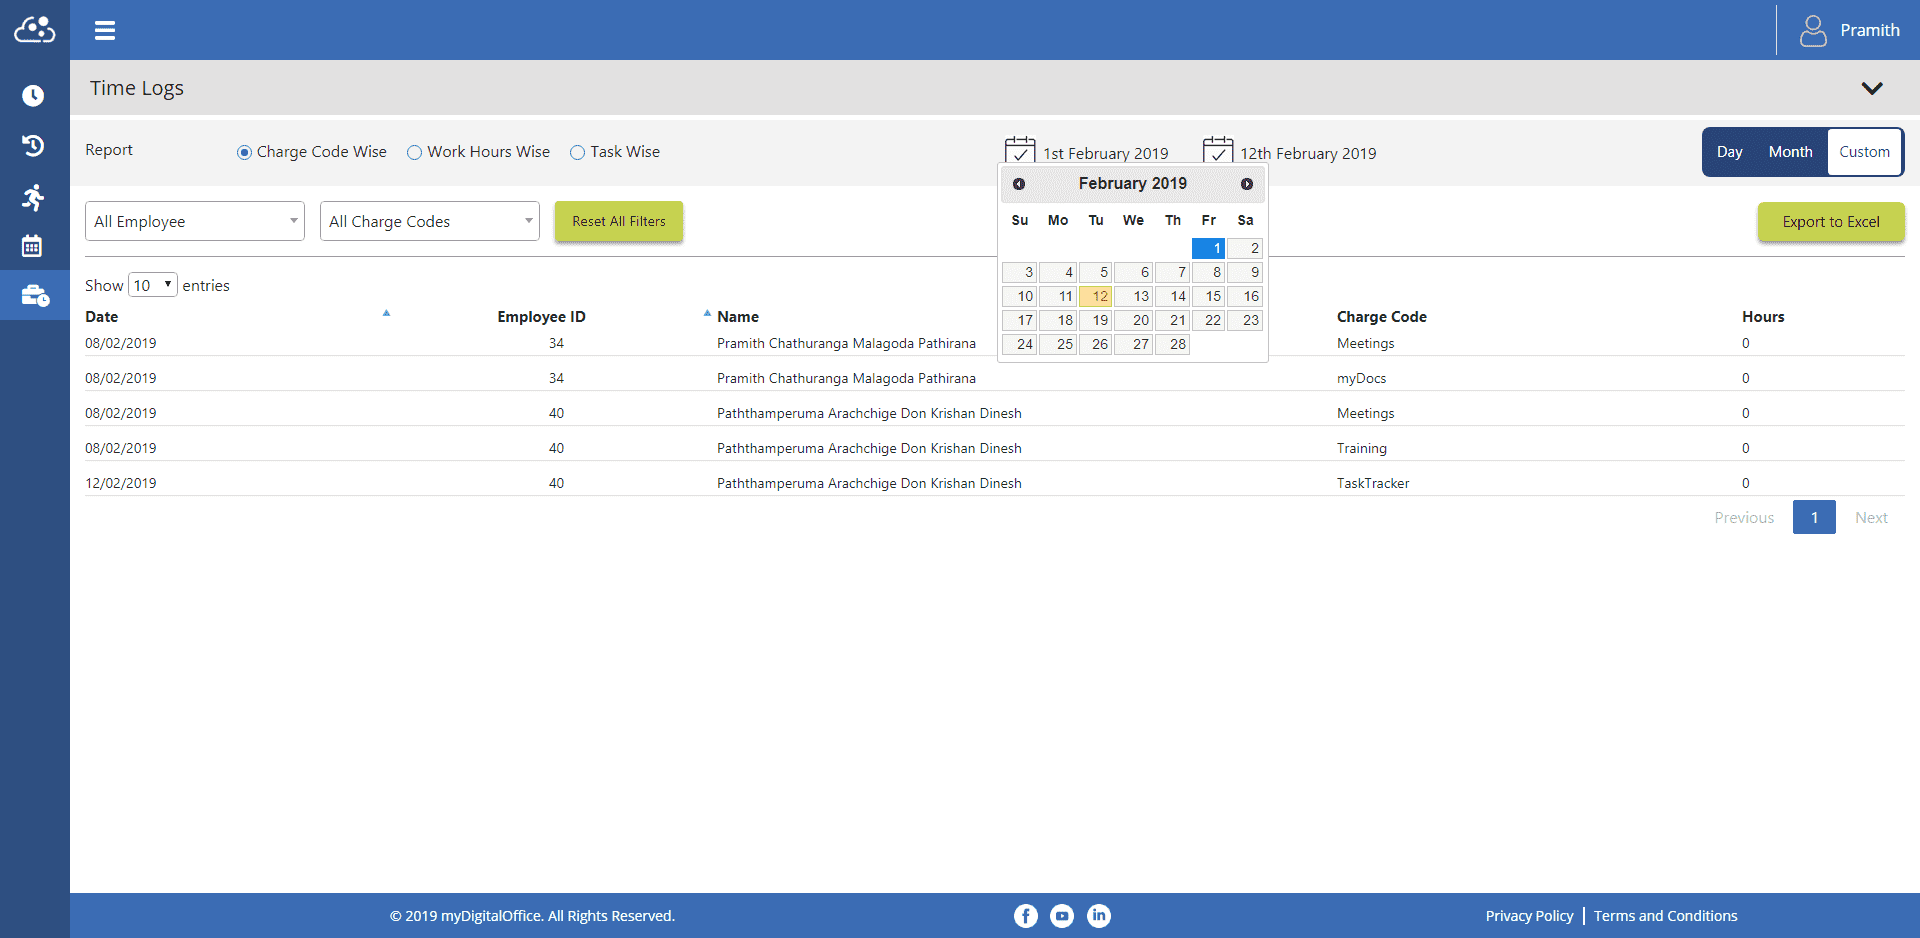 Pramith
Time Logs
Report Charge Code Wise Work Hours Wise Task Wise 1st February 2019 12th February 2019 Day Month Custom
All Employee All Charge Codes Reset All Filters Export to Excel
February 2019
Su Mo Tu We Th Fr Sa
1 2
3 4 5 6 7 8 9
10 11 12 13 14 15 16
17 18 19 20 21 22 23
24 25 26 27 28
Show 10 entries
Date Employee ID Name Charge Code Hours
08/02/2019 34 Pramith Chathuranga Malagoda Pathirana Meetings 0
08/02/2019 34 Pramith Chathuranga Malagoda Pathirana myDocs 0
08/02/2019 40 Paththamperuma Arachchige Don Krishan Dinesh Meetings 0
08/02/2019 40 Paththamperuma Arachchige Don Krishan Dinesh Training 0
12/02/2019 40 Paththamperuma Arachchige Don Krishan Dinesh TaskTracker 0
Previous 1 Next
© 2019 myDigitalOffice. All Rights Reserved. Privacy Policy | Terms and Conditions